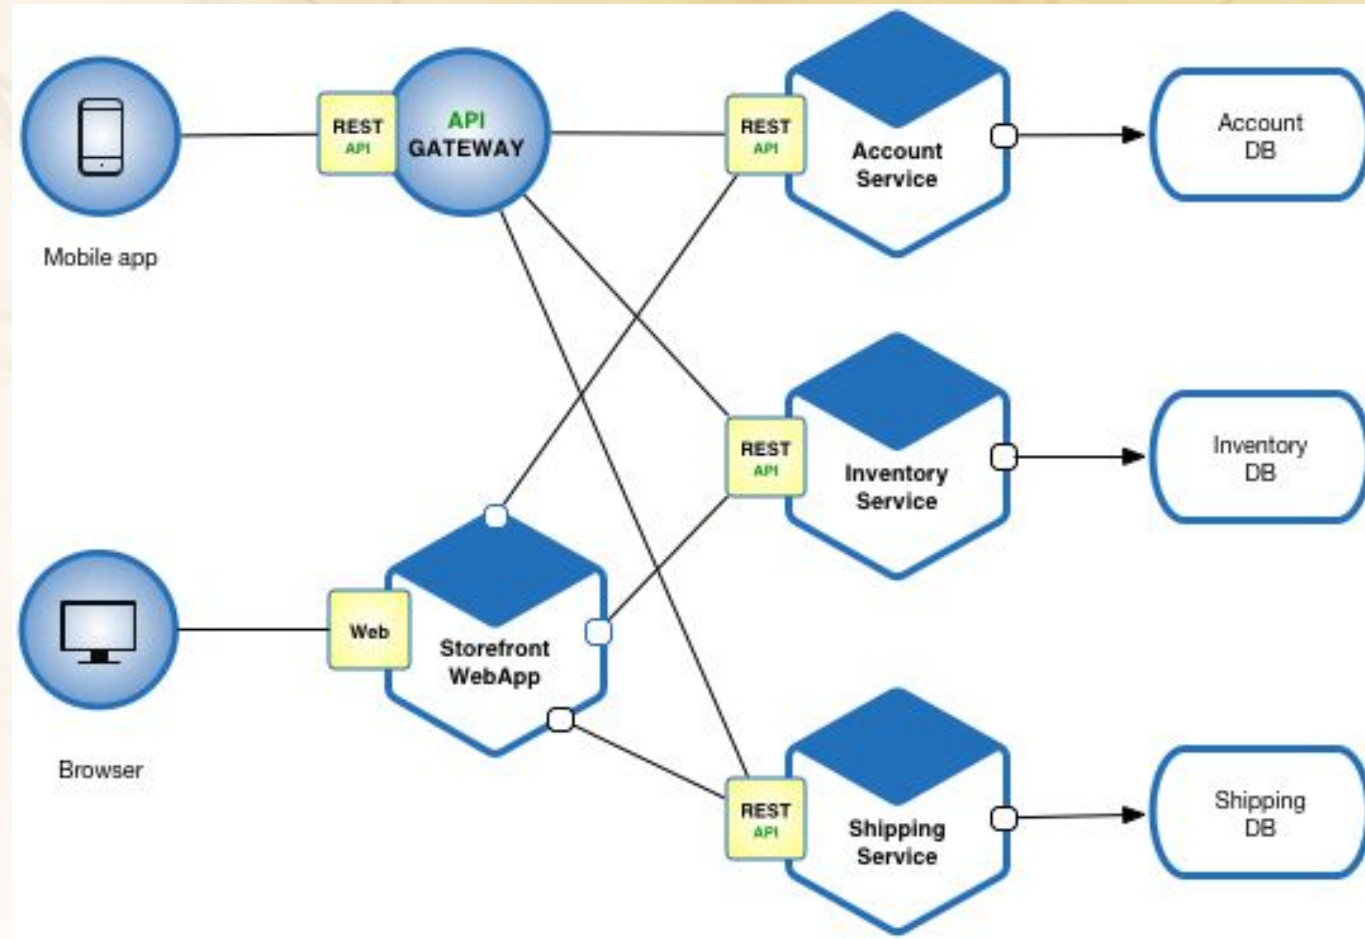 REST
API
API
GATEWAY
REST
API
Account
Service
Account
DB
Mobile app
REST
API
Inventory
Service
Inventory
DB
Web
Storefront
WebApp
Browser
REST
API
Shipping
Service
Shipping
DB